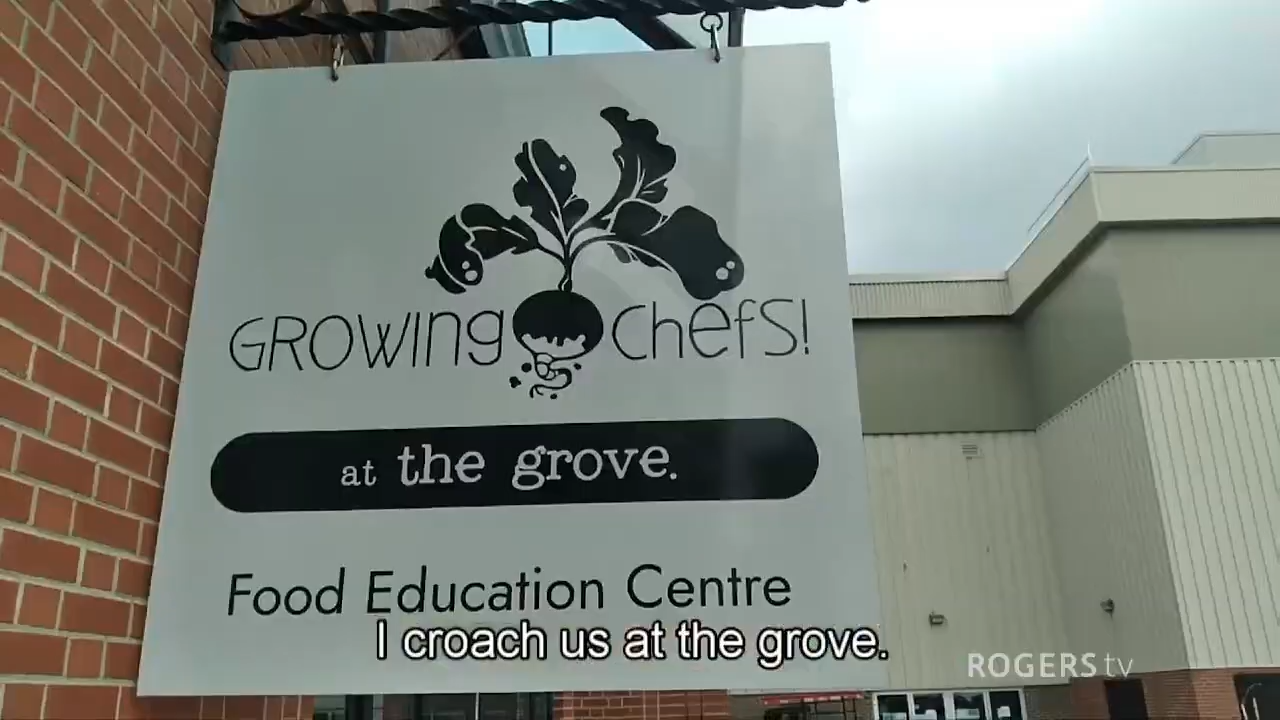 GROWING Chefs!
at the grove.
Food Education Centre
I croach us at the grove.
ROGERS tv